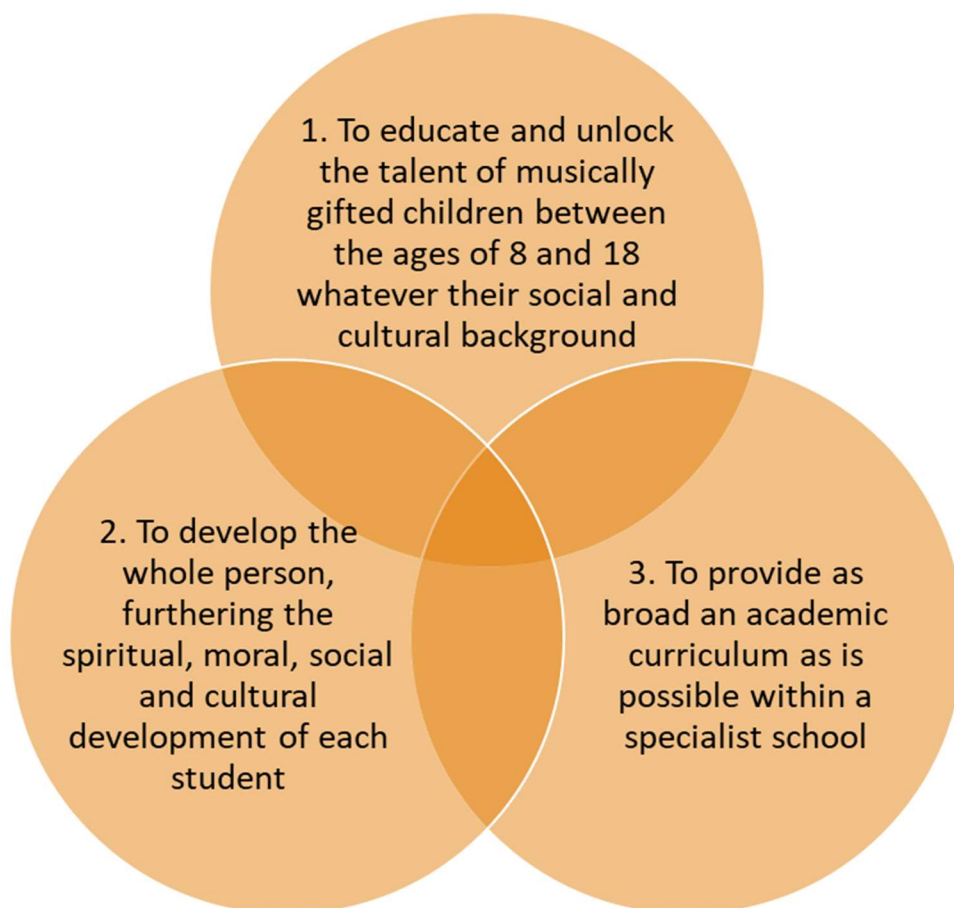 1. To educate and unlock
the talent of musically
gifted children between
the ages of 8 and 18
whatever their social and
cultural background
2. To develop the
whole person,
furthering the
spiritual, moral, social
and cultural
development of each
student
3. To provide as
broad an academic
curriculum as is
possible within a
specialist school